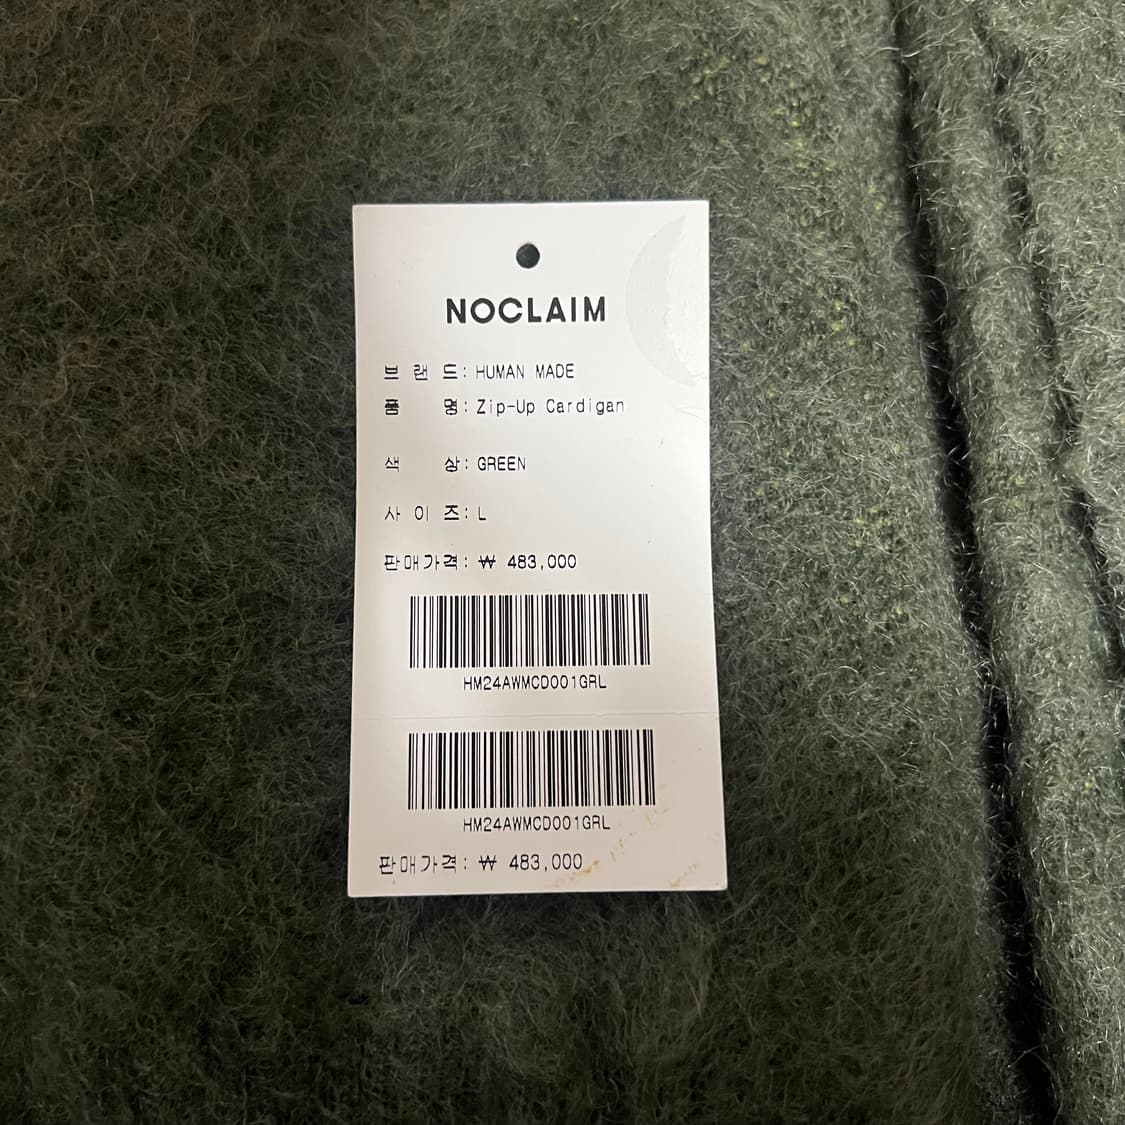 NOCLAIM
브 랜 드: HUMAN MADE
품 명: Zip-Up Cardigan
색 상: GREEN
사 이 즈: L
판매가격: ₩ 483,000
HM24AWMCD001GRL
HM24AWMCD001GRL
판매가격: ₩ 483,000